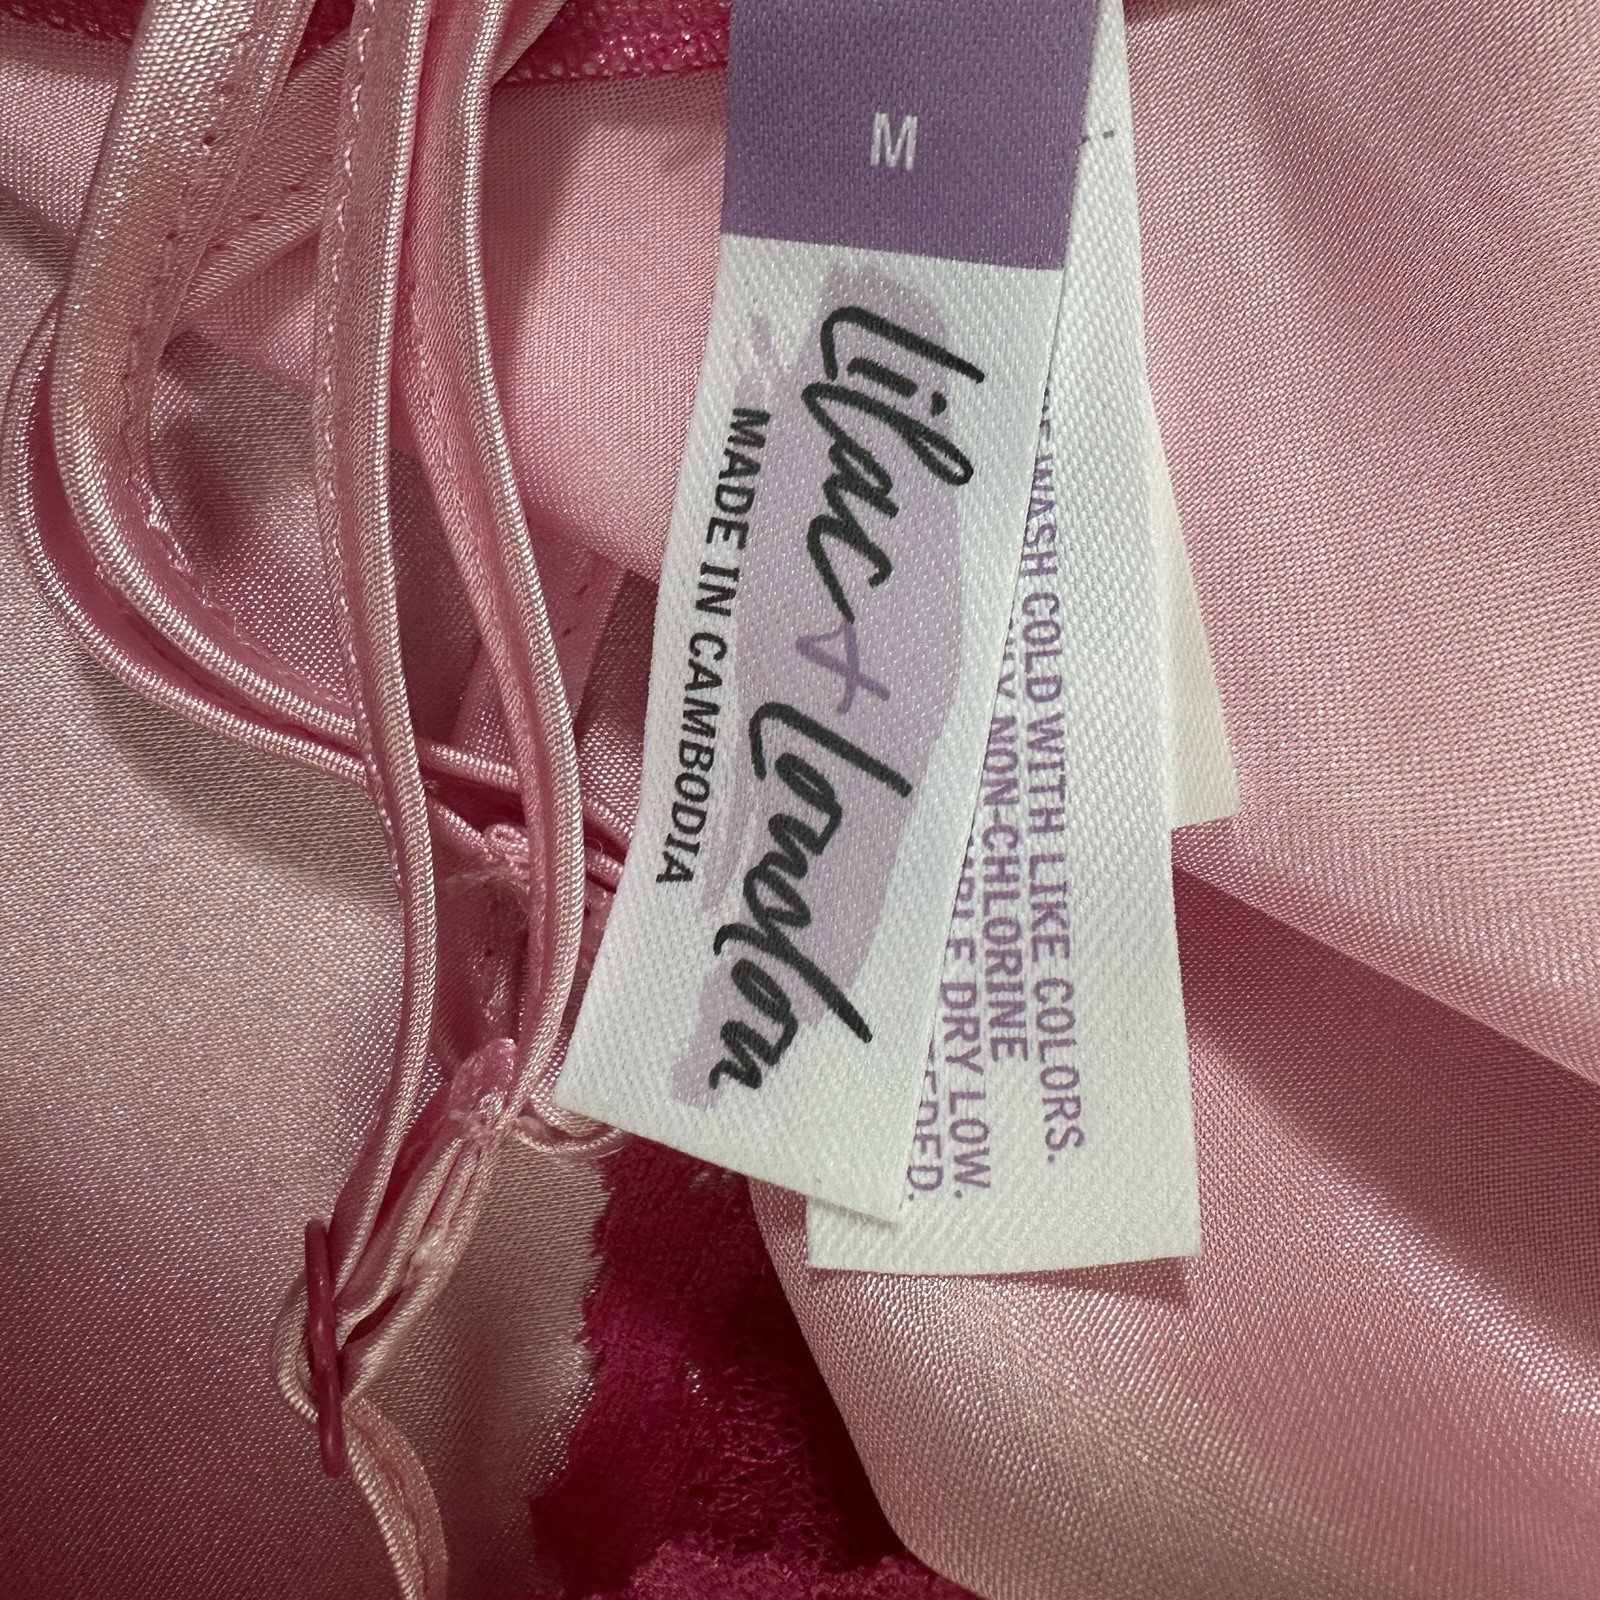 M
Lilac + London
MADE IN CAMBODIA
WASH COLD WITH LIKE COLORS.
NON-CHLORINE
DRY LOW.